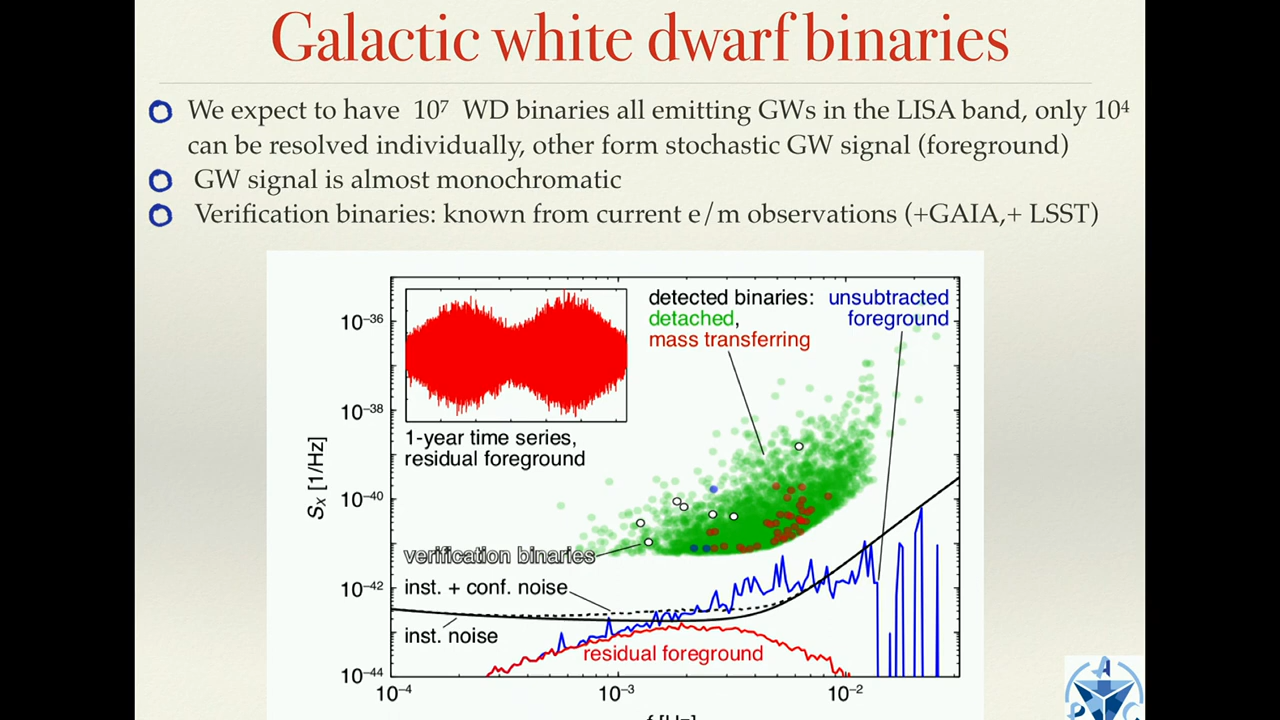 Galactic white dwarf binaries
We expect to have 10⁷ WD binaries all emitting GWs in the LISA band, only 10⁴
can be resolved individually, other form stochastic GW signal (foreground)
GW signal is almost monochromatic
Verification binaries: known from current e/m observations (+GAIA,+ LSST)
detected binaries: unsubtracted
detached, foreground
mass transferring
10⁻³⁶
10⁻³⁸
1-year time series,
residual foreground
Sₓ [1/Hz]
10⁻⁴⁰
verification binaries
10⁻⁴²
inst. + conf. noise
inst. noise
residual foreground
10⁻⁴⁴
10⁻⁴ 10⁻³ 10⁻²
f [Hz]
A
P C